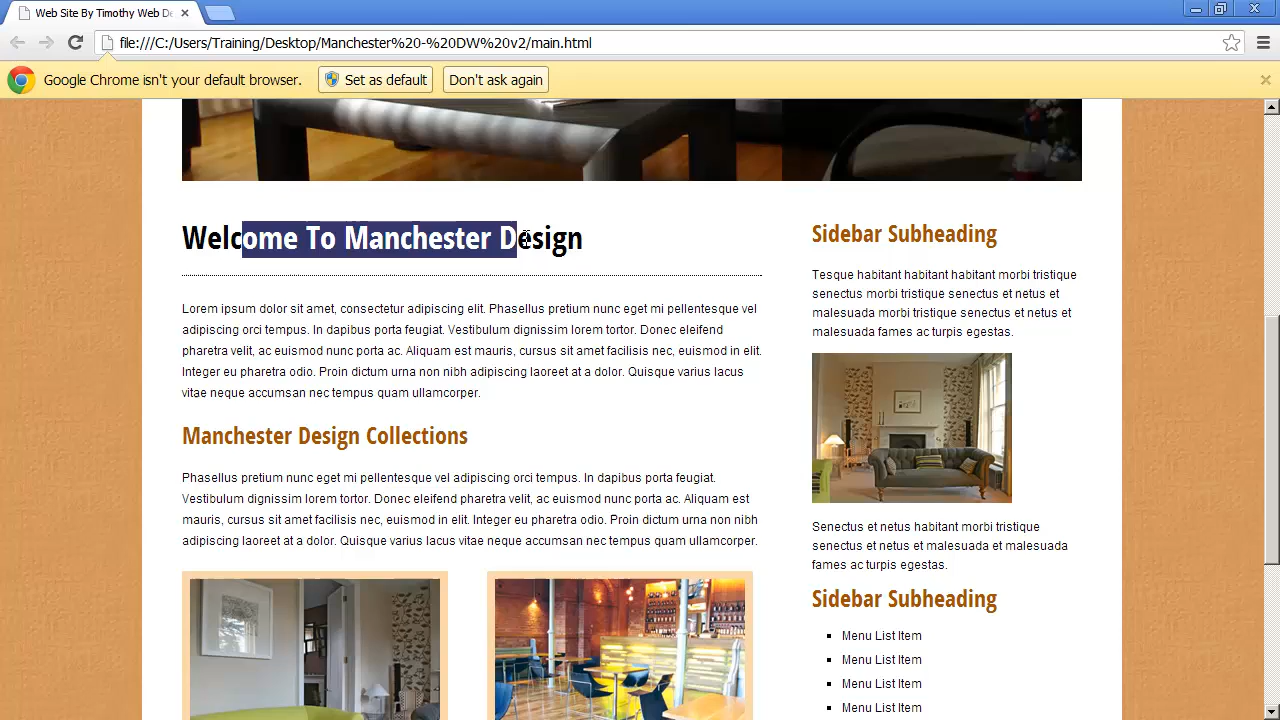 Web Site By Timothy Web De
file:///C:/Users/Training/Desktop/Manchester%20-%20DW%20v2/main.html
Google Chrome isn't your default browser.
Set as default
Don't ask again
Welcome To Manchester Design
Lorem ipsum dolor sit amet, consectetur adipiscing elit. Phasellus pretium nunc eget mi pellentesque vel
adipiscing orci tempus. In dapibus porta feugiat. Vestibulum dignissim lorem tortor. Donec eleifend
pharetra velit, ac euismod nunc porta ac. Aliquam est mauris, cursus sit amet facilisis nec, euismod in elit.
Integer eu pharetra odio. Proin dictum urna non nibh adipiscing laoreet at a dolor. Quisque varius lacus
vitae neque accumsan nec tempus quam ullamcorper.
Manchester Design Collections
Phasellus pretium nunc eget mi pellentesque vel adipiscing orci tempus. In dapibus porta feugiat.
Vestibulum dignissim lorem tortor. Donec eleifend pharetra velit, ac euismod nunc porta ac. Aliquam est
mauris, cursus sit amet facilisis nec, euismod in elit. Integer eu pharetra odio. Proin dictum urna non nibh
adipiscing laoreet at a dolor. Quisque varius lacus vitae neque accumsan nec tempus quam ullamcorper.
Sidebar Subheading
Tesque habitant habitant habitant morbi tristique
senectus morbi tristique senectus et netus et
malesuada morbi tristique senectus et netus et
malesuada fames ac turpis egestas.
Senectus et netus habitant morbi tristique
senectus et netus et malesuada et malesuada
fames ac turpis egestas.
Sidebar Subheading
Menu List Item
Menu List Item
Menu List Item
Menu List Item